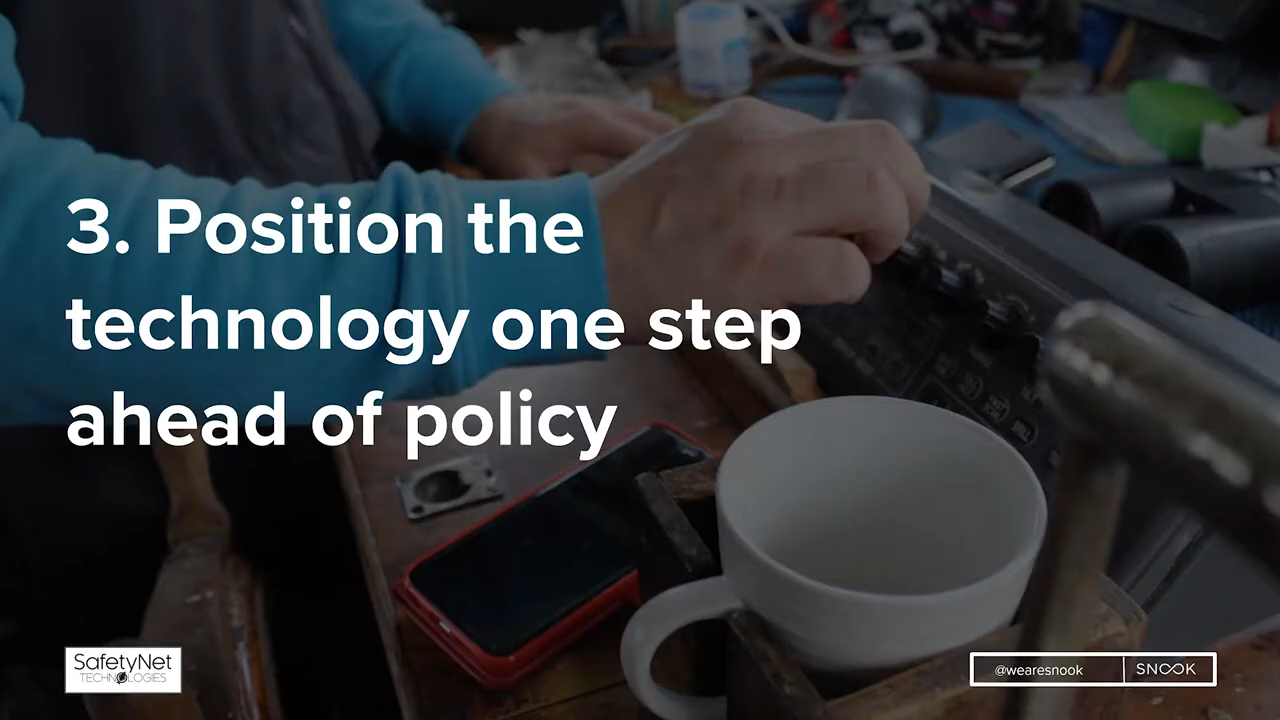 3. Position the
technology one step
ahead of policy
SafetyNet
TECHNOLOGIES
@wearesnook
SNOOK